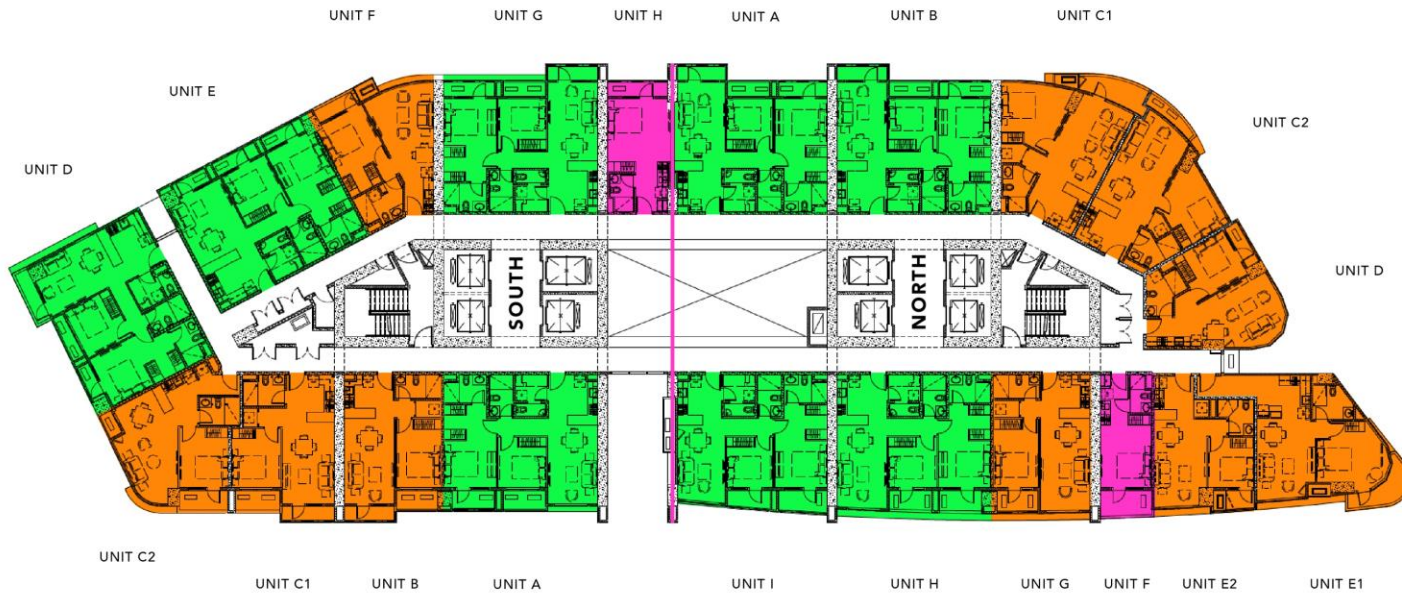 UNIT F
UNIT G
UNIT H
UNIT A
UNIT B
UNIT C1
UNIT E
UNIT C2
UNIT D
UNIT D
SOUTH
NORTH
UNIT C2
UNIT C1
UNIT B
UNIT A
UNIT I
UNIT H
UNIT G
UNIT F
UNIT E2
UNIT E1